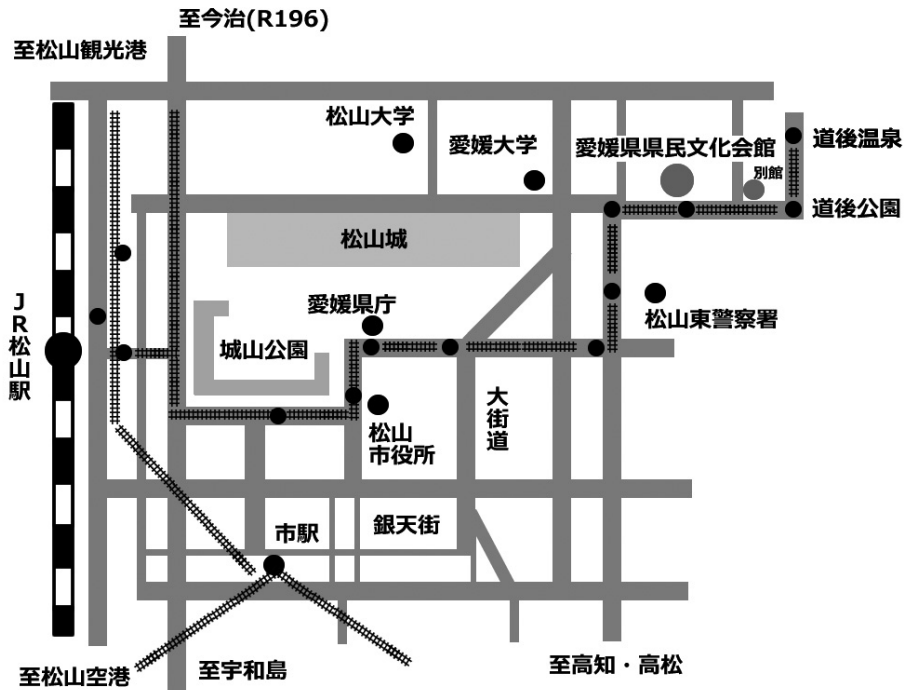 至今治(R196)
至松山観光港
松山大学
愛媛大学
愛媛県県民文化会館
別館
道後温泉
道後公園
松山城
愛媛県庁
松山東警察署
JR松山駅
城山公園
大街道
松山
市役所
銀天街
市駅
至松山空港
至宇和島
至高知・高松